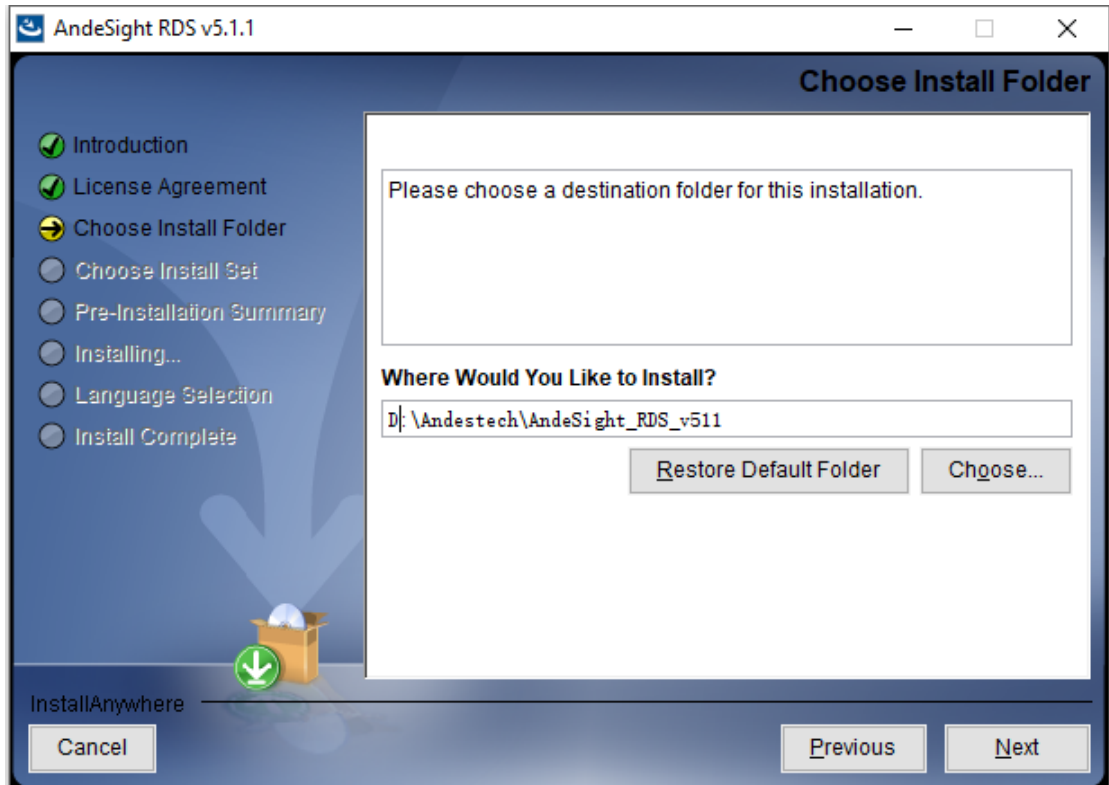 AndeSight RDS v5.1.1
Choose Install Folder
Introduction
License Agreement
Choose Install Folder
Choose Install Set
Pre-Installation Summary
Installing...
Language Selection
Install Complete
Please choose a destination folder for this installation.
Where Would You Like to Install?
D:\Andestech\AndeSight_RDS_v511
Restore Default Folder
Choose...
InstallAnywhere
Cancel
Previous
Next